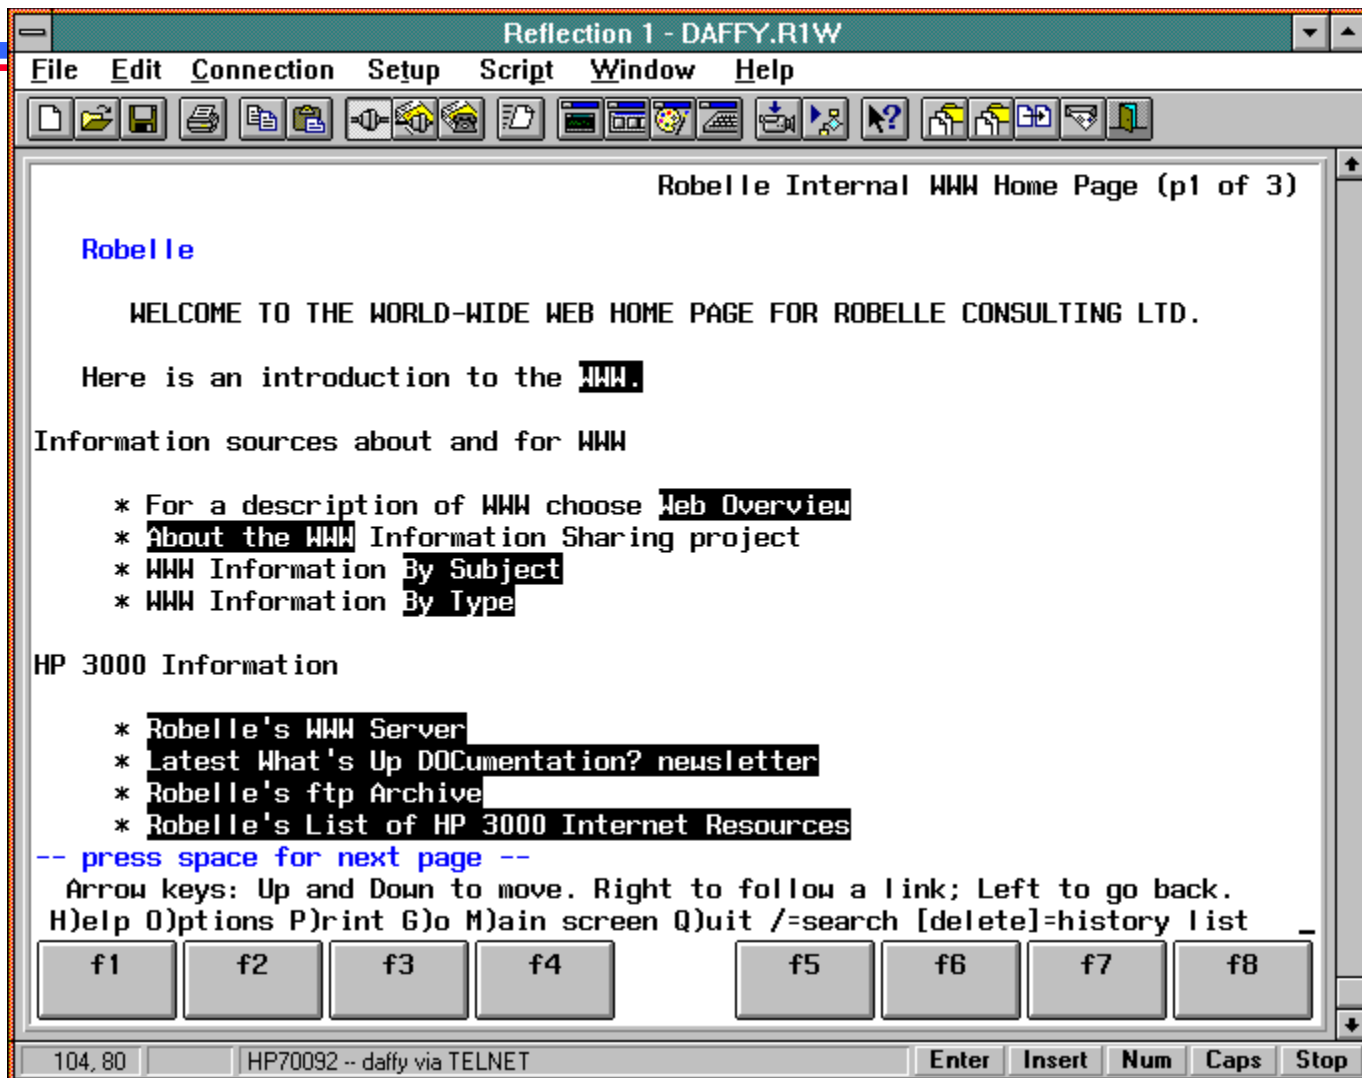 Reflection 1 - DAFFY.R1W
File Edit Connection Setup Script Window Help
Robelle Internal WWW Home Page (p1 of 3)
Robelle
WELCOME TO THE WORLD-WIDE WEB HOME PAGE FOR ROBELLE CONSULTING LTD.
Here is an introduction to the WWW.
Information sources about and for WWW
* For a description of WWW choose Web Overview
* About the WWW Information Sharing project
* WWW Information By Subject
* WWW Information By Type
HP 3000 Information
* Robelle's WWW Server
* Latest What's Up DOCumentation? newsletter
* Robelle's ftp Archive
* Robelle's List of HP 3000 Internet Resources
-- press space for next page --
Arrow keys: Up and Down to move. Right to follow a link; Left to go back.
H)elp O)ptions P)rint G)o M)ain screen Q)uit /=search [delete]=history list _
f1 f2 f3 f4 f5 f6 f7 f8
104, 80 HP70092 -- daffy via TELNET Enter Insert Num Caps Stop